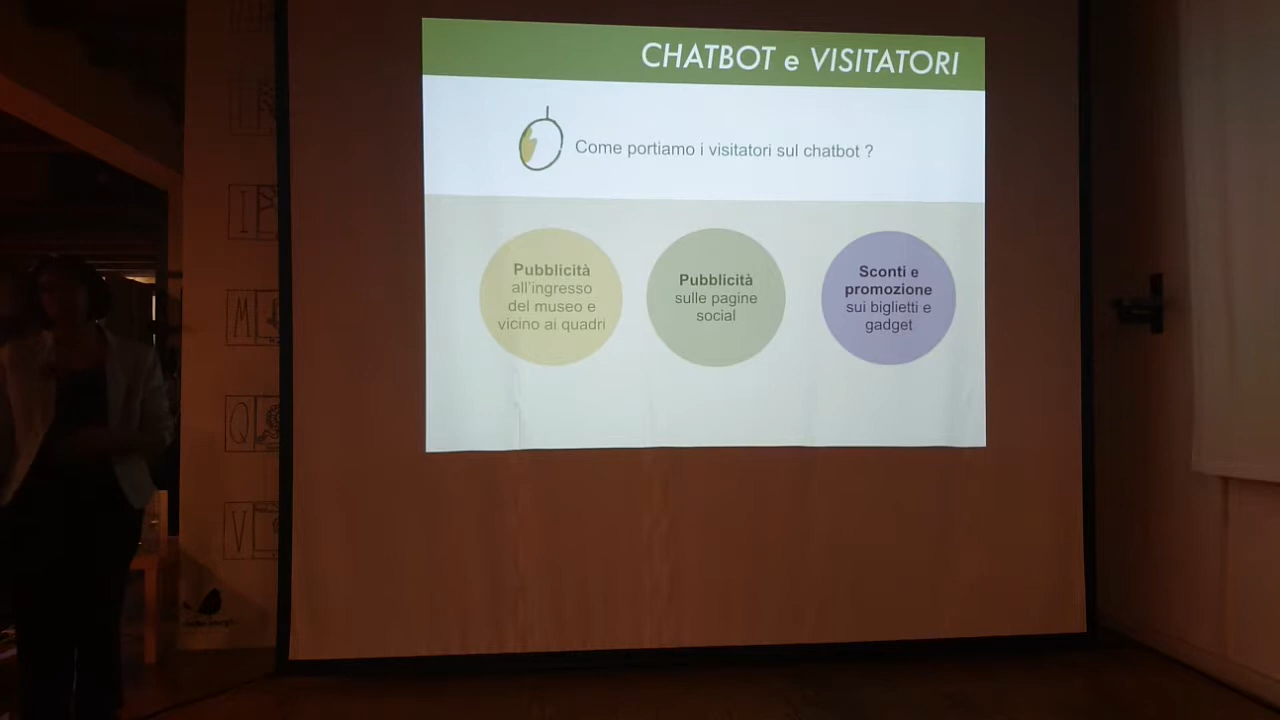 CHATBOT e VISITATORI
Come portiamo i visitatori sul chatbot ?
Pubblicità
all'ingresso
del museo e
vicino ai quadri
Pubblicità
sulle pagine
social
Sconti e
promozione
sui biglietti e
gadget
I
M
Q
V